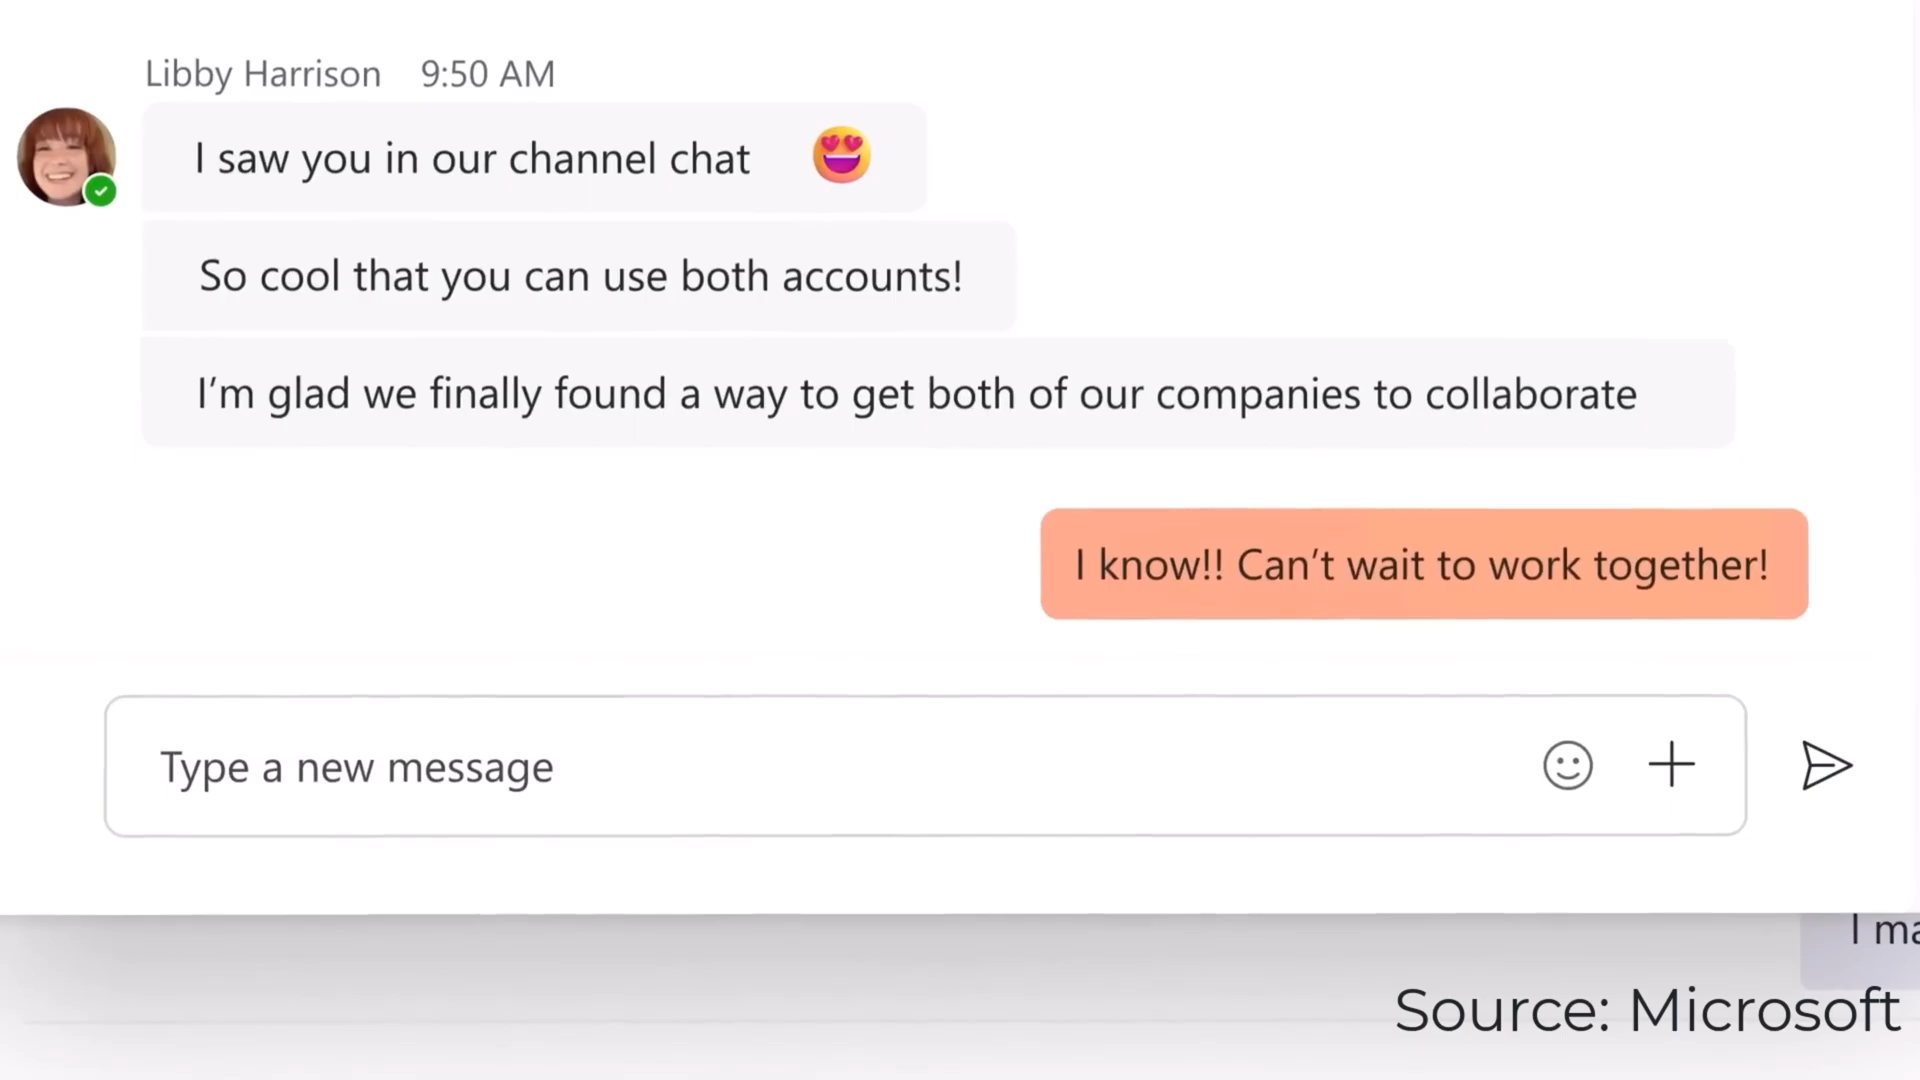 Libby Harrison 9:50 AM
I saw you in our channel chat 😍
So cool that you can use both accounts!
I’m glad we finally found a way to get both of our companies to collaborate
I know!! Can’t wait to work together!
Type a new message
I
Source: Microsoft